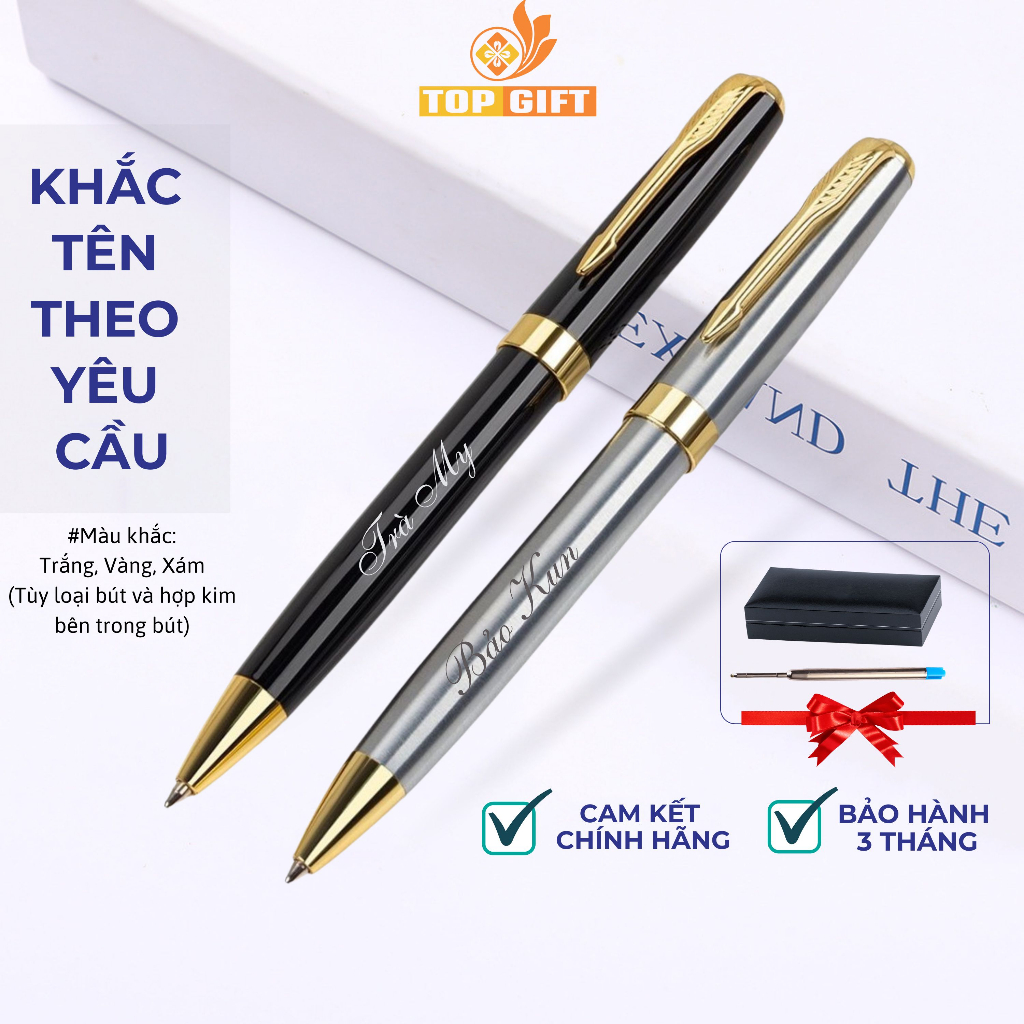 TOP GIFT
KHẮC
TÊN
THEO
YÊU
CẦU
#Màu khắc:
Trắng, Vàng, Xám
(Tùy loại bút và hợp kim
bên trong bút)
Trà My
Bảo Kun
THE
CAM KẾT
CHÍNH HÃNG
BẢO HÀNH
3 THÁNG